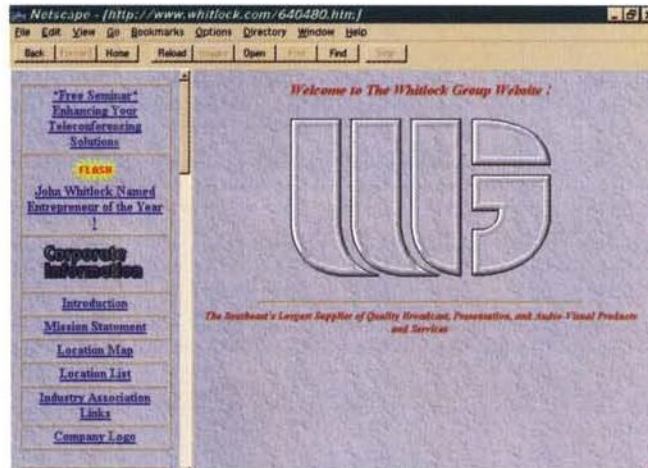 Netscape - [http://www.whitlock.com/640480.htm]
File Edit View Go Bookmarks Options Directory Window Help
Back Forward Home Reload Images Open Print Find Stop
*Free Seminar*
Enhancing Your
Teleconferencing
Solutions
FLASH
John Whitlock Named
Entrepreneur of the Year
!
Corporate
Information
Introduction
Mission Statement
Location Map
Location List
Industry Association
Links
Company Logo
Welcome to The Whitlock Group Website !
WG
The Southeast's Largest Supplier of Quality Broadcast, Presentation, and Audio-Visual Products
and Services